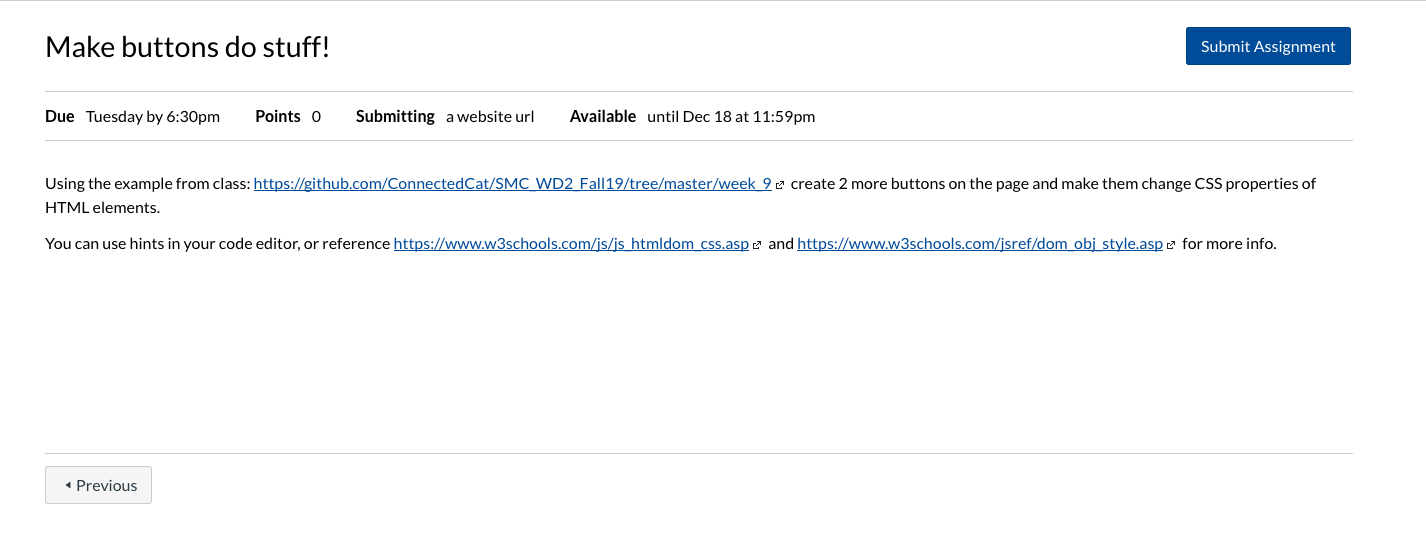 Make buttons do stuff!
Submit Assignment
Due Tuesday by 6:30pm Points 0 Submitting a website url Available until Dec 18 at 11:59pm
Using the example from class: https://github.com/ConnectedCat/SMC_WD2_Fall19/tree/master/week_9 create 2 more buttons on the page and make them change CSS properties of
HTML elements.
You can use hints in your code editor, or reference https://www.w3schools.com/js/js_htmldom_css.asp and https://www.w3schools.com/jsref/dom_obj_style.asp for more info.
Previous